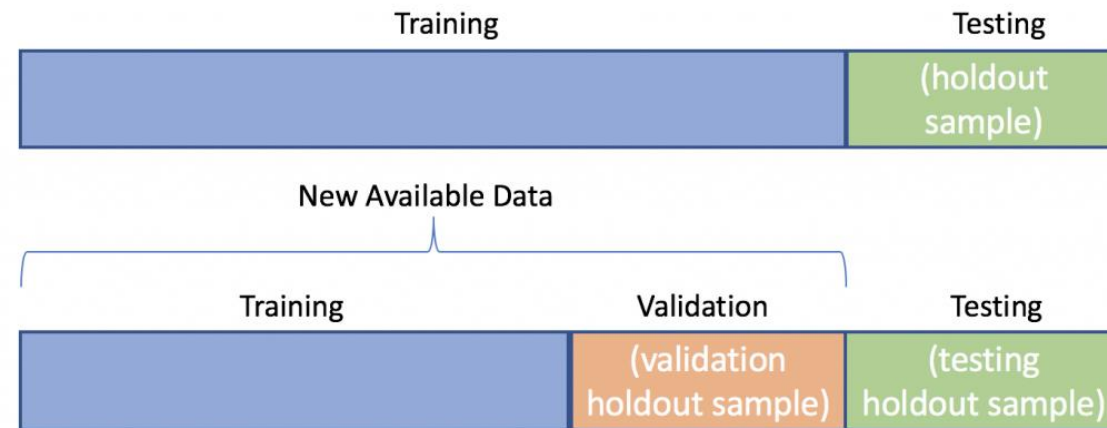 Training
Testing
(holdout
sample)
New Available Data
Training
Validation
Testing
(validation
holdout sample)
(testing
holdout sample)